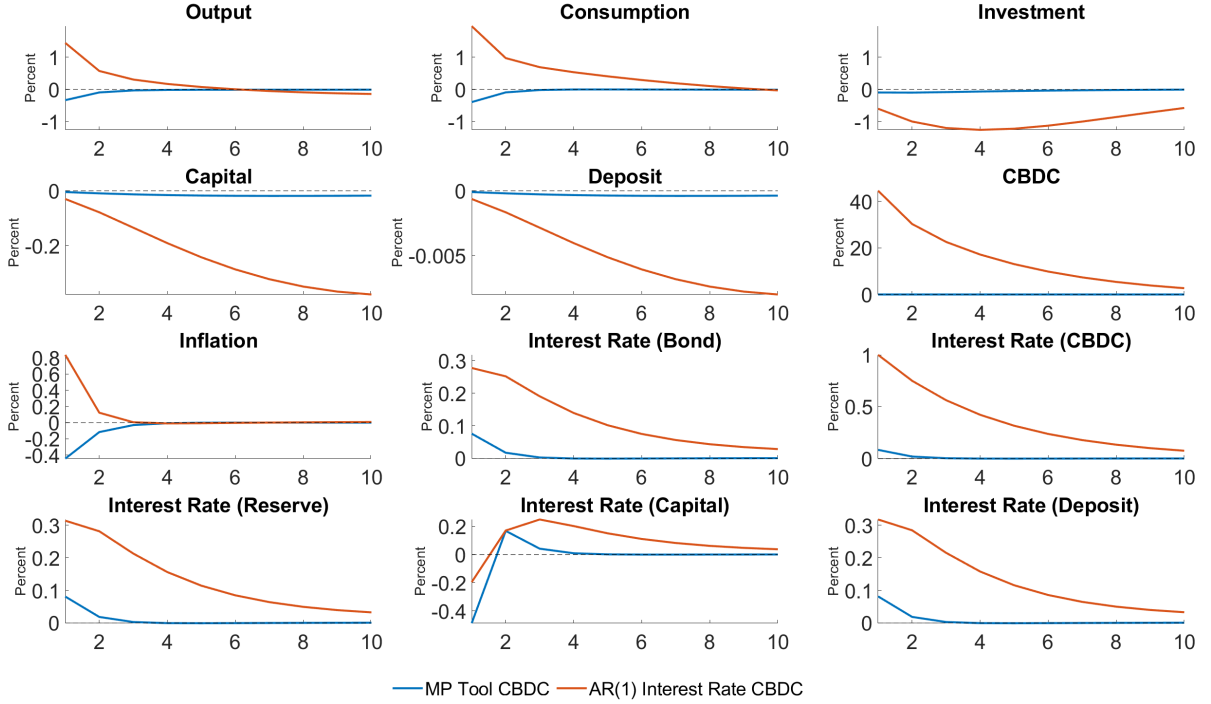 Output
Percent
1
0
-1
2 4 6 8 10
Consumption
Percent
1
0
-1
2 4 6 8 10
Investment
Percent
1
0
-1
2 4 6 8 10
Capital
Percent
0
-0.2
2 4 6 8 10
Deposit
Percent
0
-0.005
2 4 6 8 10
CBDC
Percent
40
20
0
2 4 6 8 10
Inflation
Percent
0.8
0.6
0.4
0.2
0
-0.2
-0.4
2 4 6 8 10
Interest Rate (Bond)
Percent
0.3
0.2
0.1
0
2 4 6 8 10
Interest Rate (CBDC)
Percent
1
0.5
0
2 4 6 8 10
Interest Rate (Reserve)
Percent
0.3
0.2
0.1
0
2 4 6 8 10
Interest Rate (Capital)
Percent
0.2
0
-0.2
-0.4
2 4 6 8 10
Interest Rate (Deposit)
Percent
0.3
0.2
0.1
0
2 4 6 8 10
MP Tool CBDC AR(1) Interest Rate CBDC